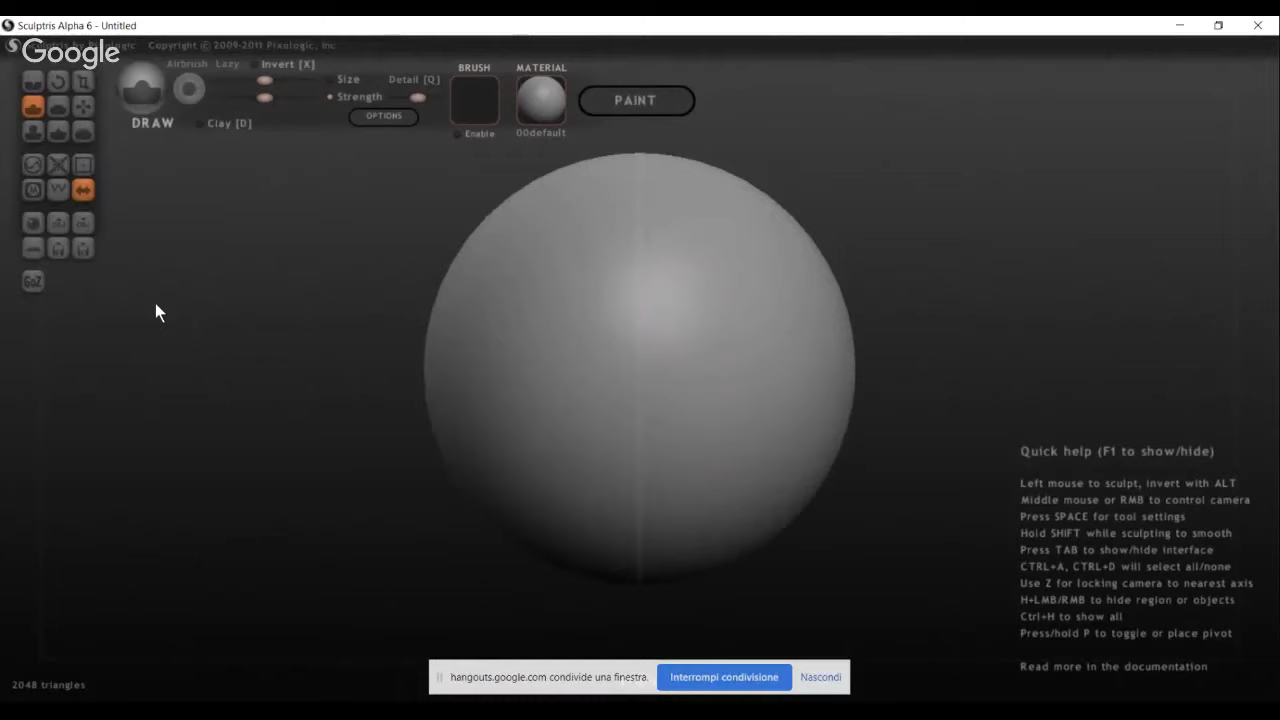 Sculptris Alpha 6 - Untitled
Sculptris by Pixologic Copyright © 2009-2011 Pixologic, Inc
Google
Airbrush Lazy Invert [X]
Size Detail [Q]
Strength
OPTIONS
DRAW
Clay [D]
BRUSH
Enable
MATERIAL
00default
PAINT
GoZ
Quick help (F1 to show/hide)
Left mouse to sculpt, invert with ALT
Middle mouse or RMB to control camera
Press SPACE for tool settings
Hold SHIFT while sculpting to smooth
Press TAB to show/hide interface
CTRL+A, CTRL+D will select all/none
Use Z for locking camera to nearest axis
H+LMB/RMB to hide region or objects
Ctrl+H to show all
Press/hold P to toggle or place pivot
Read more in the documentation
2048 triangles
hangouts.google.com condivide una finestra.
Interrompi condivisione
Nascondi